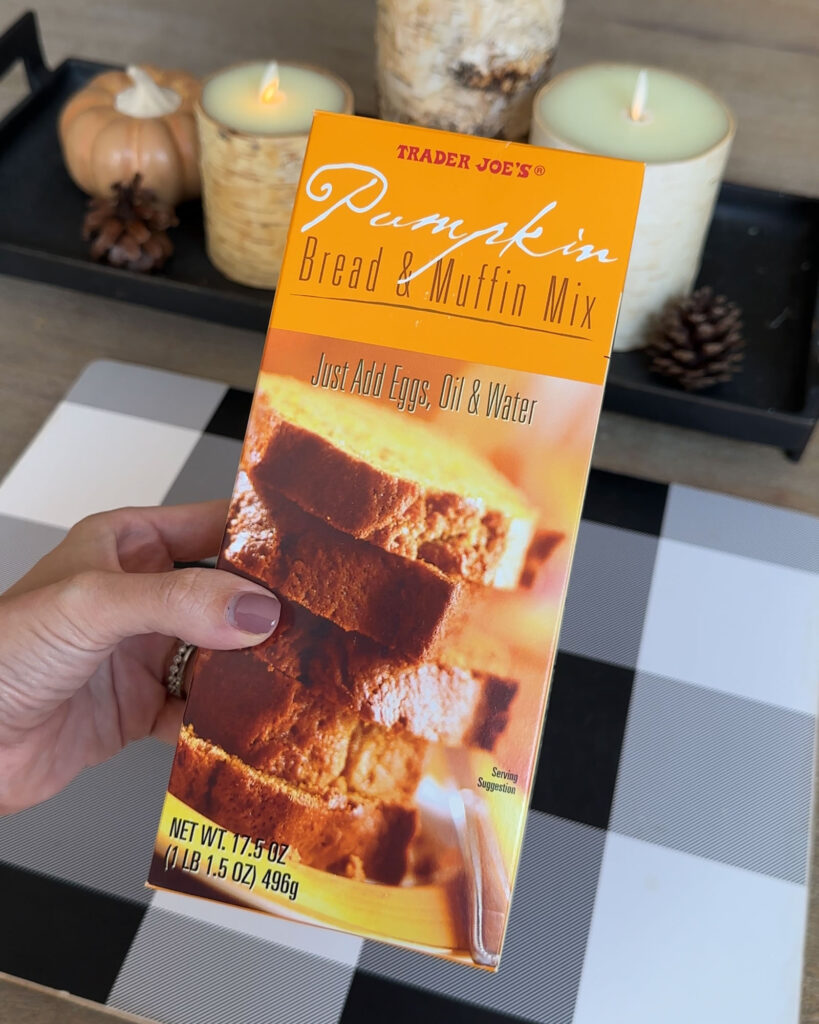 TRADER JOE'S®
Pumpkin
Bread & Muffin Mix
Just Add Eggs, Oil & Water
Serving
Suggestion
NET WT. 17.5 OZ
(1 LB 1.5 OZ) 496g